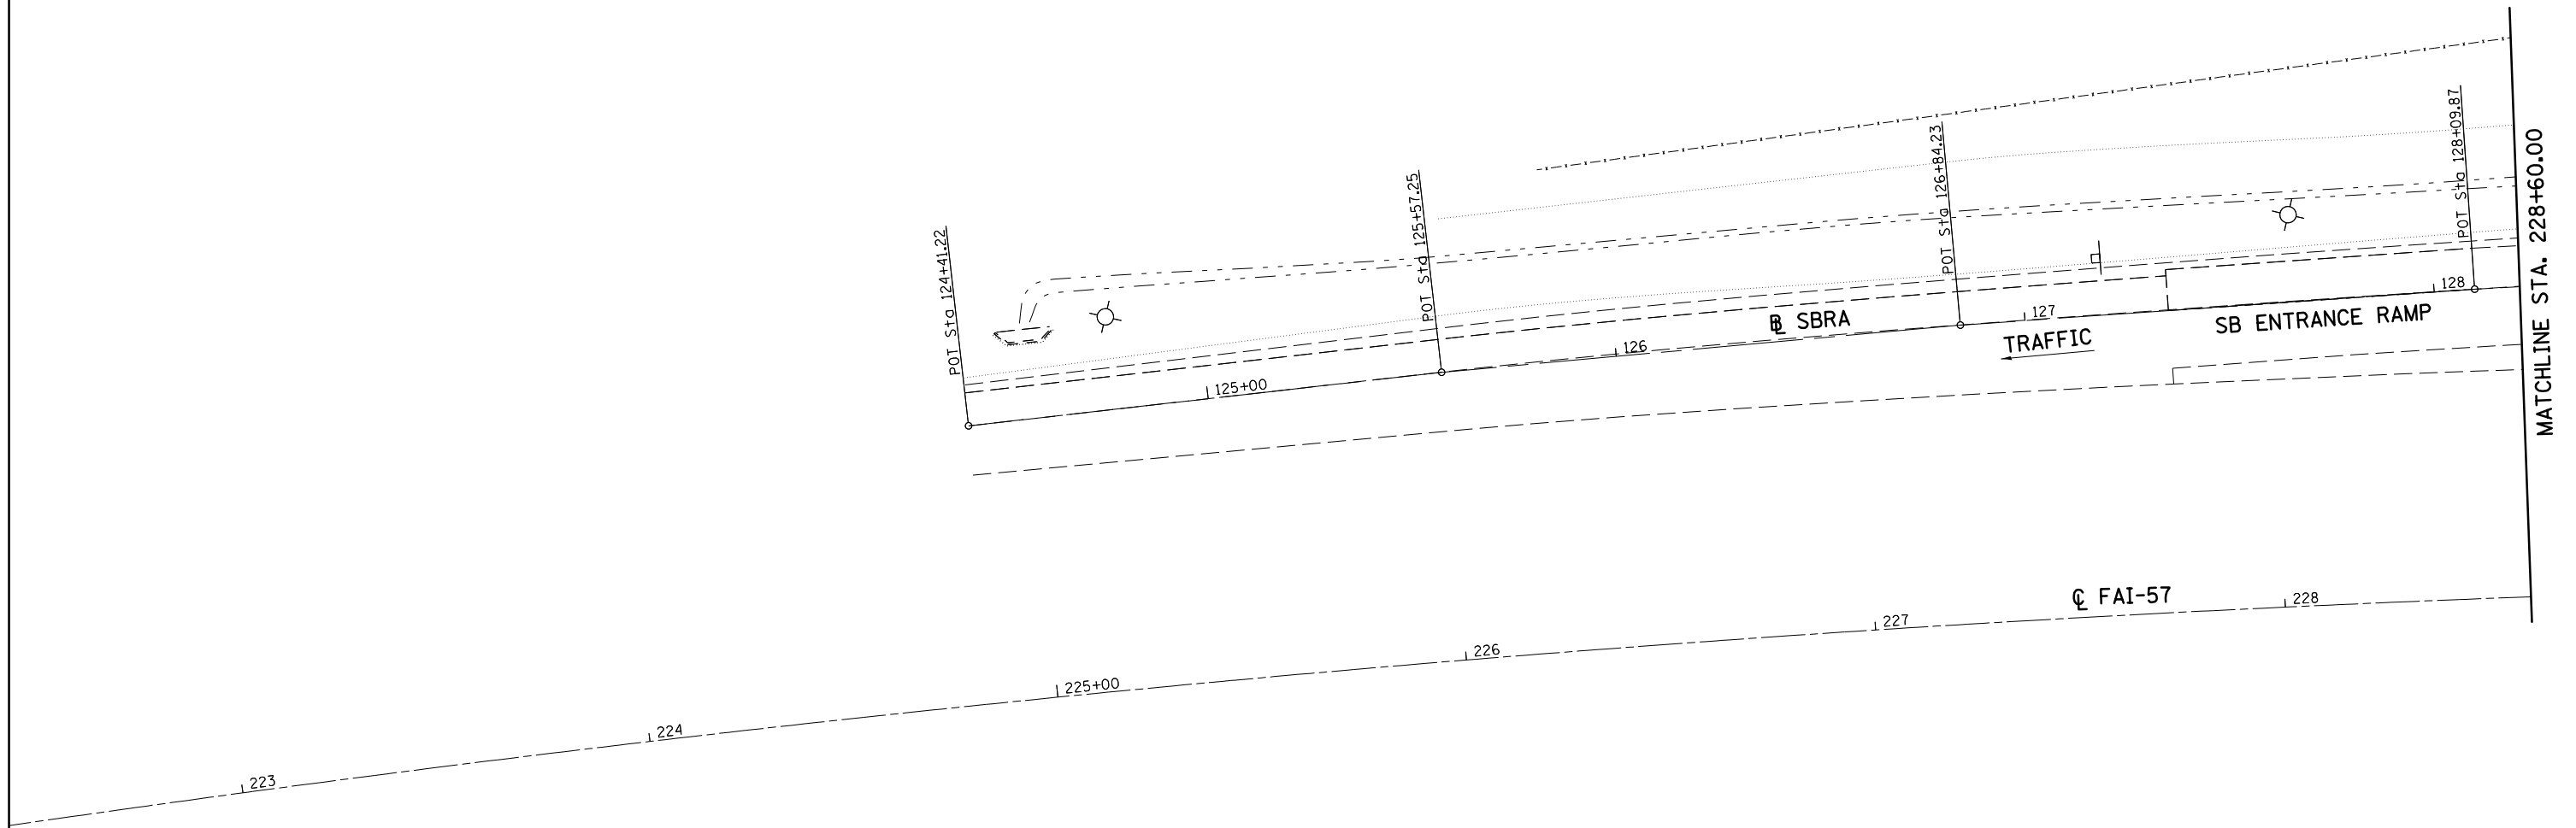 POT Sta 124+41.22
POT Sta 125+57.25
POT Sta 126+84.23
POT Sta 128+09.87
MATCHLINE STA. 228+60.00
125+00
126
127
128
℄ SBRA
TRAFFIC
SB ENTRANCE RAMP
℄ FAI-57
223
224
225+00
226
227
228